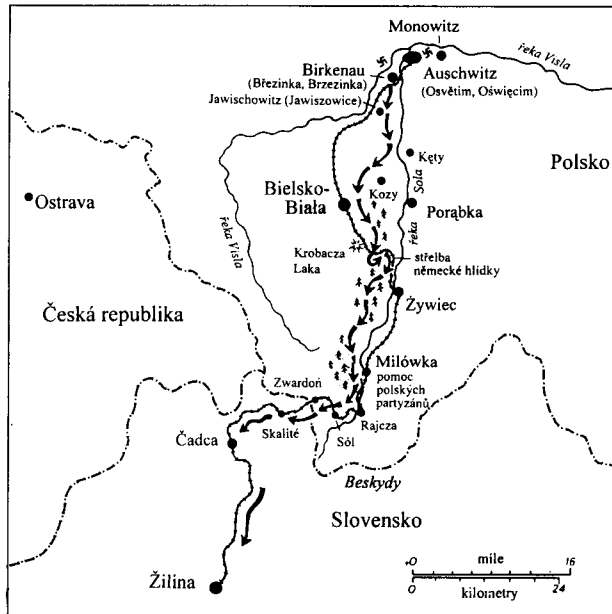 Monowitz
řeka Visla
Birkenau
(Březinka, Brzezinka)
Auschwitz
(Osvětim, Oświęcim)
Jawischowitz (Jawiszowice)
Kęty
Polsko
Sola
Kozy
Bielsko-
Biała
Ostrava
Porąbka
řeka
řeka Visla
Krobacza
Laka
střelba
německé hlídky
Żywiec
Česká republika
Milówka
pomoc
polských
partyzánů
Zwardoń
Skalité
Sól
Rajcza
Čadca
Beskydy
Slovensko
0 mile 16
Žilina
0 kilometry 24